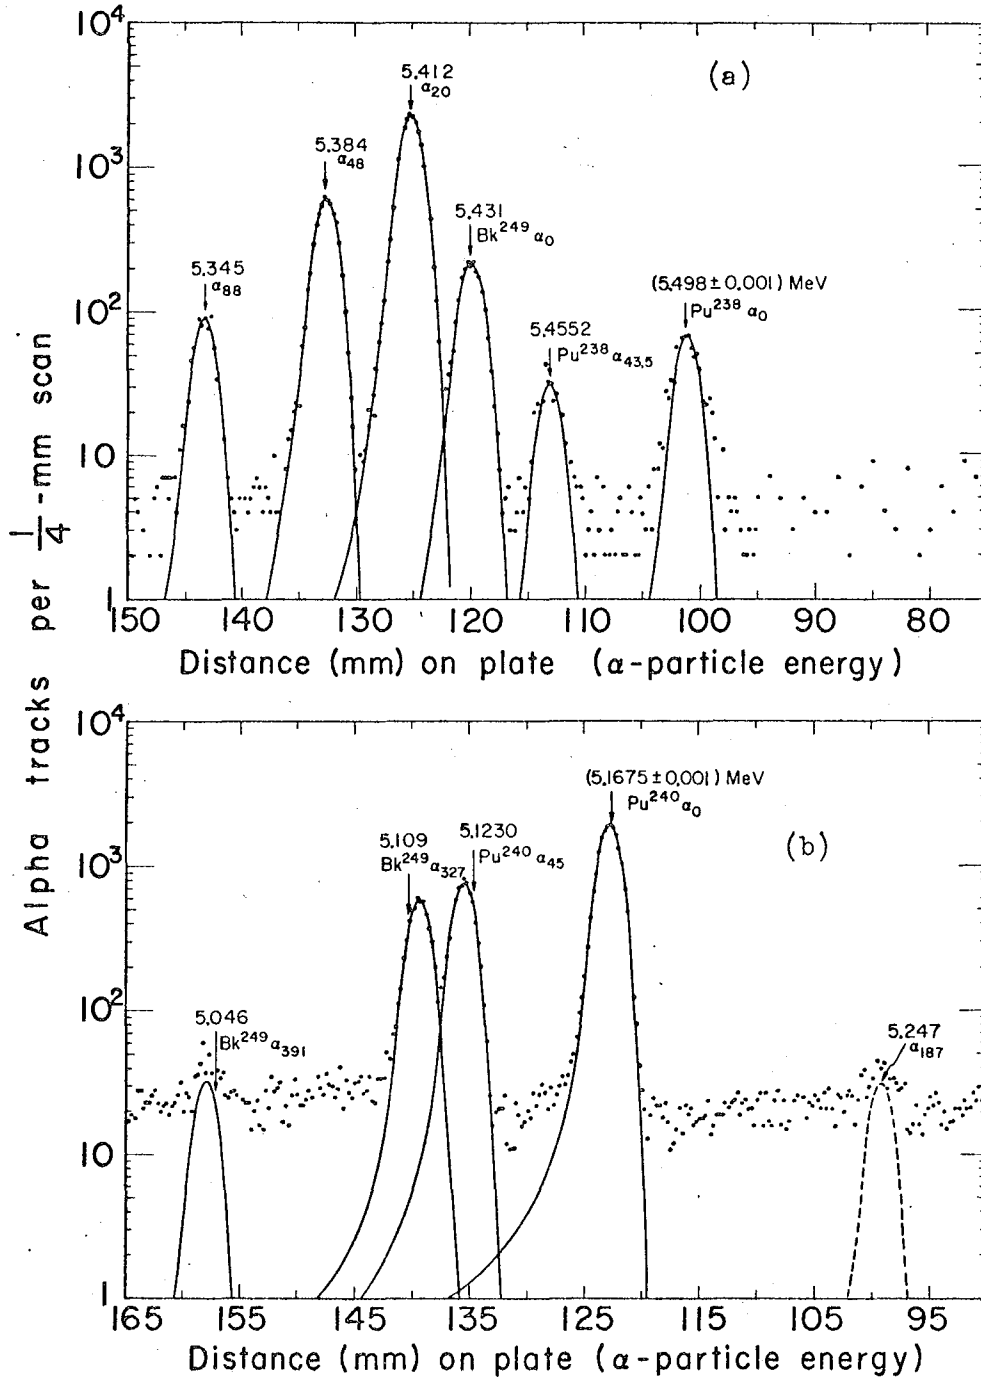 Alpha tracks per 1/4 -mm scan
(a)
10⁴
10³
10²
10
1
5.412
α₂₀
5.384
α₄₈
5.431
Bk²⁴⁹ α₀
5.345
α₈₈
(5.498 ± 0.001) MeV
Pu²³⁸ α₀
5.4552
Pu²³⁸ α₄₃.₅
150 140 130 120 110 100 90 80
Distance (mm) on plate (α-particle energy)
(b)
10⁴
10³
10²
10
1
(5.1675 ± 0.001) MeV
Pu²⁴⁰ α₀
5.109
Bk²⁴⁹ α₃₂₇
5.1230
Pu²⁴⁰ α₄₅
5.046
Bk²⁴⁹ α₃₉₁
5.247
α₁₈₇
165 155 145 135 125 115 105 95
Distance (mm) on plate (α-particle energy)